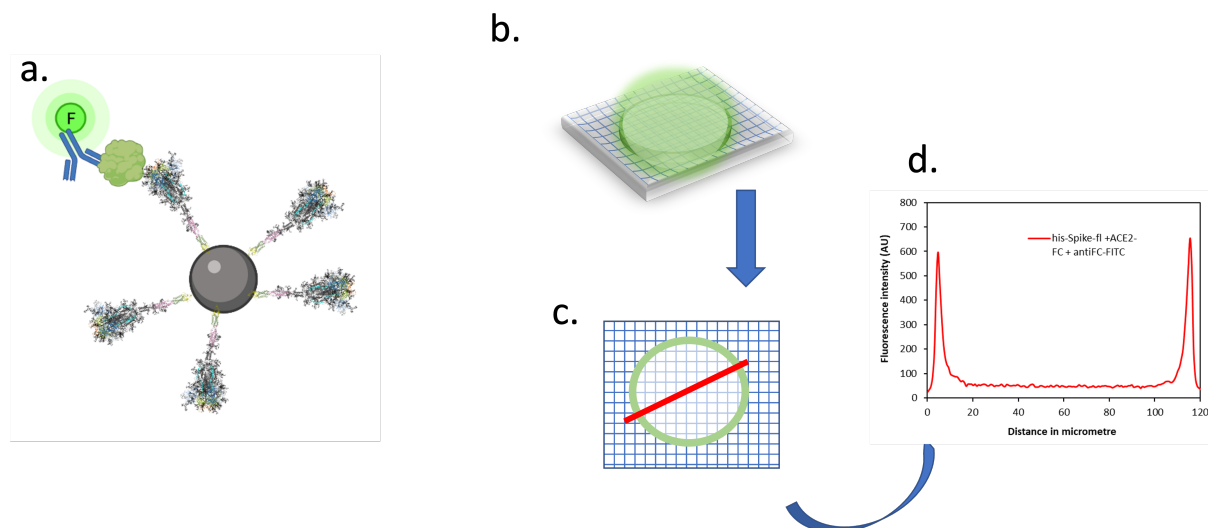 a.
F
b.
c.
d.
800
700
600
500
400
300
200
100
0
Fluorescence intensity (AU)
his-Spike-fl +ACE2-
FC + antiFC-FITC
0 20 40 60 80 100 120
Distance in micrometre